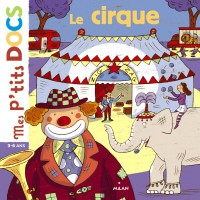 Le cirque
Mes p'tits DOCS
3-6 ANS
MILAN